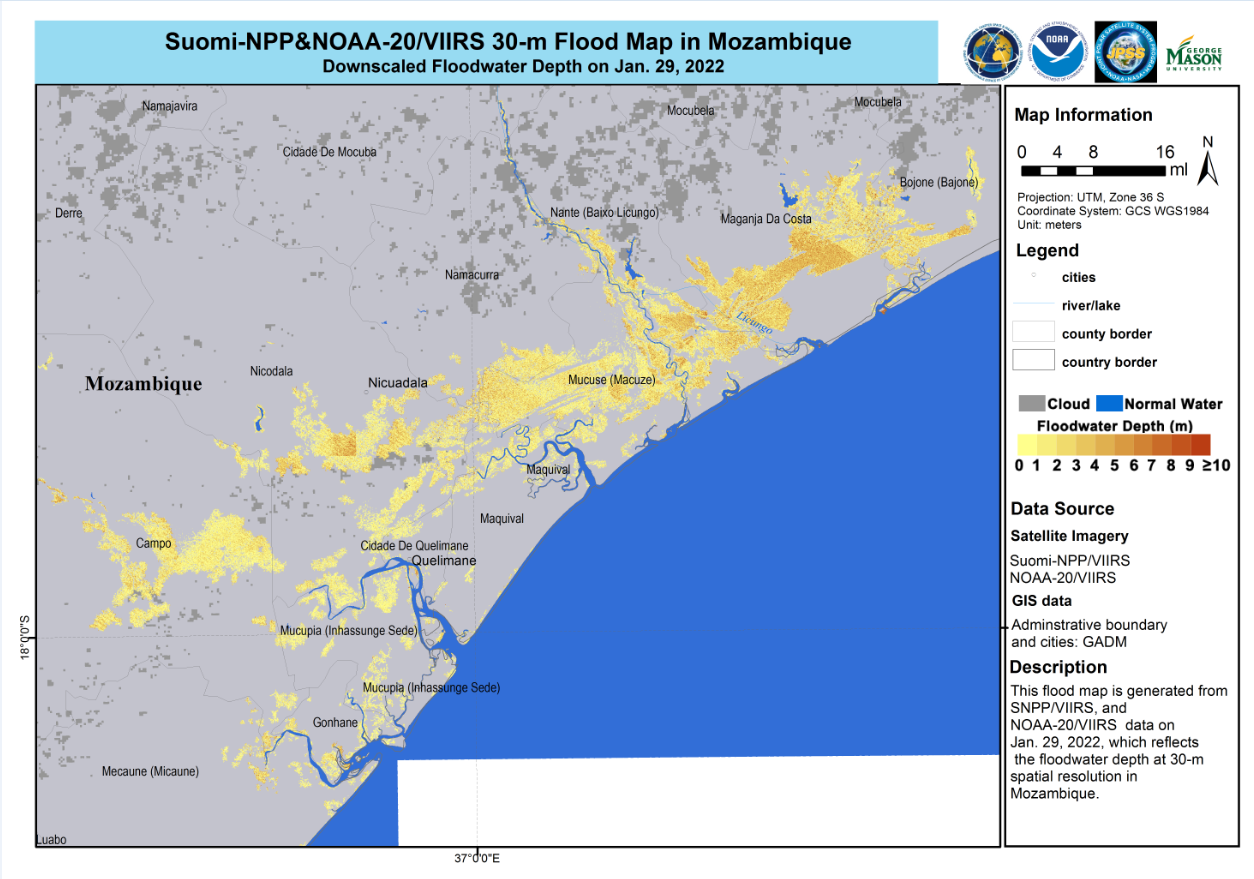 Suomi-NPP&NOAA-20/VIIRS 30-m Flood Map in Mozambique
Downscaled Floodwater Depth on Jan. 29, 2022
NOAA
JPSS
GEORGE
MASON
UNIVERSITY
Namajavira
Mocubela
Mocubela
Cidade De Mocuba
Bojone (Bajone)
Derre
Nante (Baixo Licungo)
Maganja Da Costa
Namacurra
Licungo
Nicodala
Mozambique
Nicuadala
Mucuse (Macuze)
Maquival
Maquival
Campo
Cidade De Quelimane
Quelimane
Mucupia (Inhassunge Sede)
Mucupia (Inhassunge Sede)
Gonhane
Mecaune (Micaune)
Luabo
18°0'0"S
37°0'0"E
Map Information
N
0 4 8 16
ml
Projection: UTM, Zone 36 S
Coordinate System: GCS WGS1984
Unit: meters
Legend
cities
river/lake
county border
country border
Cloud Normal Water
Floodwater Depth (m)
0 1 2 3 4 5 6 7 8 9 ≥10
Data Source
Satellite Imagery
Suomi-NPP/VIIRS
NOAA-20/VIIRS
GIS data
Adminstrative boundary
and cities: GADM
Description
This flood map is generated from
SNPP/VIIRS, and
NOAA-20/VIIRS data on
Jan. 29, 2022, which reflects
the floodwater depth at 30-m
spatial resolution in
Mozambique.